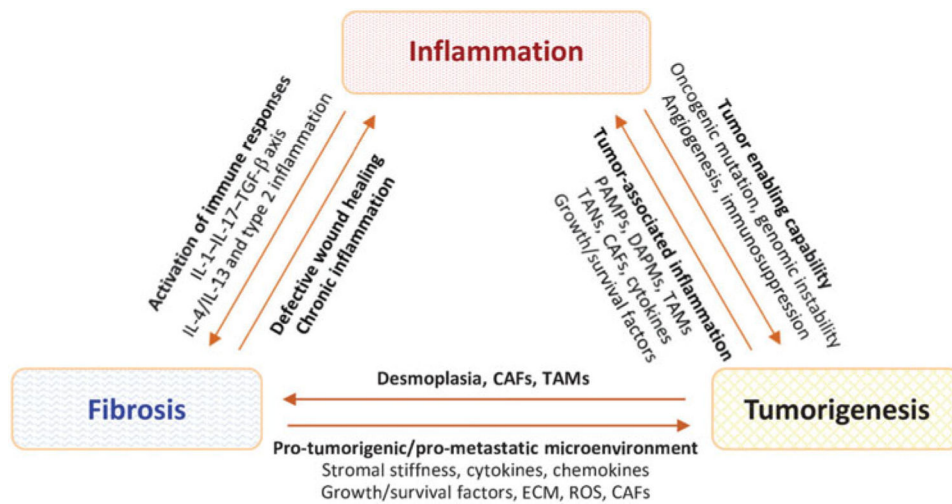 Inflammation
Activation of immune responses
IL-1–IL-17–TGF-β axis
IL-4/IL-13 and type 2 inflammation
Defective wound healing
Chronic inflammation
Tumor enabling capability
Oncogenic mutation, genomic instability
Angiogenesis, immunosuppression
Tumor-associated inflammation
PAMPs, DAPMs, TAMs
TANs, CAFs, cytokines
Growth/survival factors
Fibrosis
Desmoplasia, CAFs, TAMs
Tumorigenesis
Pro-tumorigenic/pro-metastatic microenvironment
Stromal stiffness, cytokines, chemokines
Growth/survival factors, ECM, ROS, CAFs